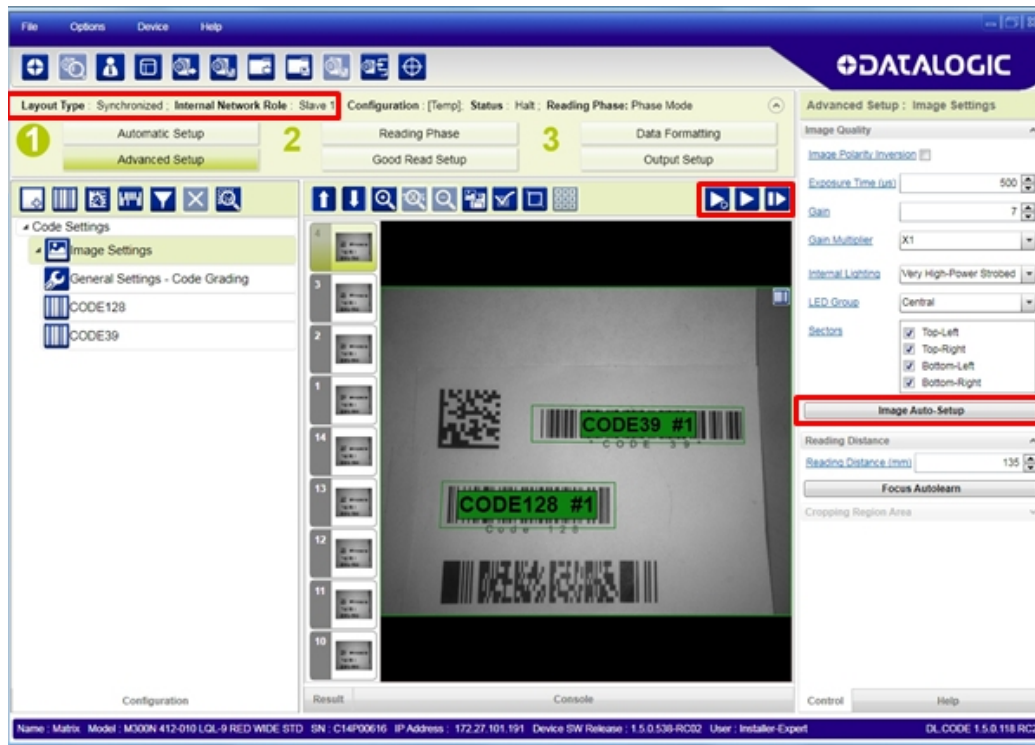 File Options Device Help
DATALOGIC
Layout Type : Synchronized ; Internal Network Role : Slave 1 Configuration : [Temp]; Status : Halt ; Reading Phase: Phase Mode
1 Automatic Setup 2 Reading Phase 3 Data Formatting
Advanced Setup Good Read Setup Output Setup
Advanced Setup : Image Settings
Image Quality
Image Polarity Inversion
Exposure Time (us) 500
Gain 7
Gain Multiplier X1
Internal Lighting Very High-Power Strobed
LED Group Central
Sectors Top-Left
Top-Right
Bottom-Left
Bottom-Right
Image Auto-Setup
Reading Distance
Reading Distance (mm) 135
Focus Autolearn
Cropping Region Area
Code Settings
Image Settings
General Settings - Code Grading
CODE128
CODE39
4
3
2
1
14
13
12
11
10
CODE39 #1
* CODE 39 *
CODE128 #1
Code 128
Configuration Result Console Control Help
Name : Matrix Model : M300N 412-010 LQL-9 RED WIDE STD SN : C14P00616 IP Address : 172.27.101.191 Device SW Release : 1.5.0.536-RC02 User : Installer-Expert DL.CODE 1.5.0.118